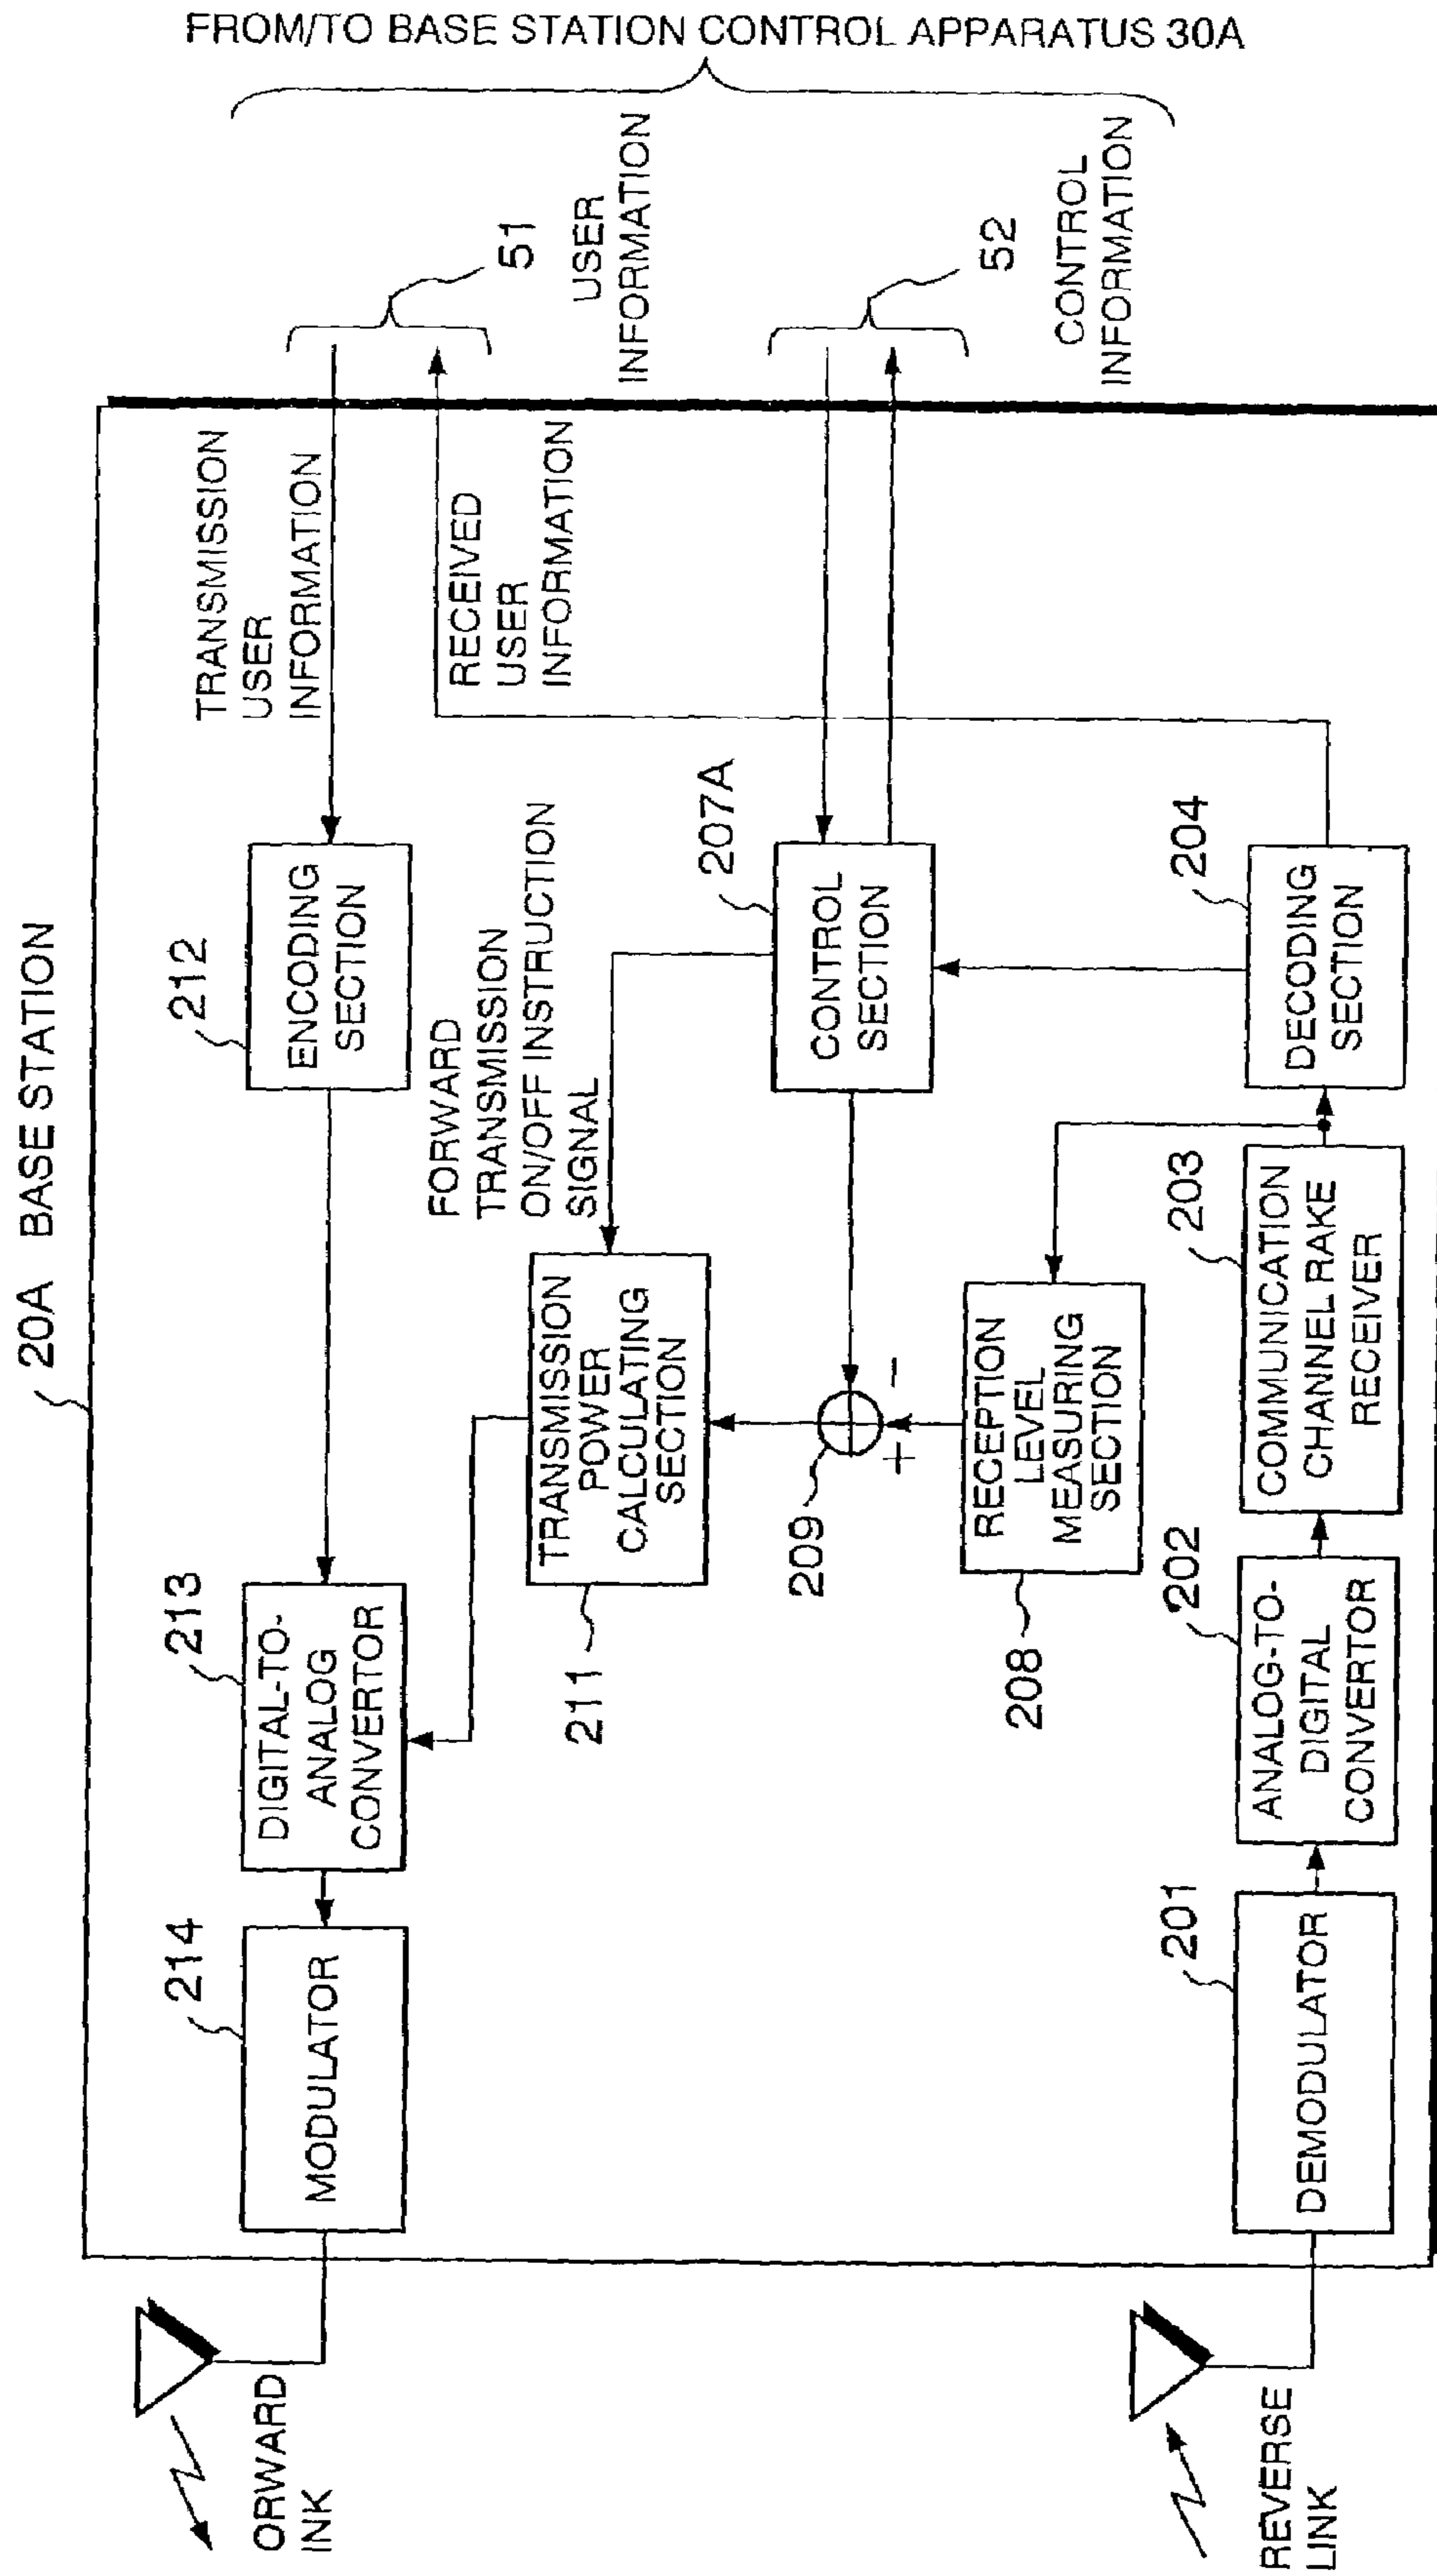 FROM/TO BASE STATION CONTROL APPARATUS 30A
20A BASE STATION
51
USER
INFORMATION
52
CONTROL
INFORMATION
TRANSMISSION
USER
INFORMATION
RECEIVED
USER
INFORMATION
212
ENCODING
SECTION
FORWARD
TRANSMISSION
ON/OFF INSTRUCTION
SIGNAL
207A
CONTROL
SECTION
204
DECODING
SECTION
213
DIGITAL-TO-
ANALOG
CONVERTOR
TRANSMISSION
POWER
CALCULATING
SECTION
211
209
+
-
RECEPTION
LEVEL
MEASURING
SECTION
208
203
COMMUNICATION
CHANNEL RAKE
RECEIVER
202
ANALOG-TO-
DIGITAL
CONVERTOR
214
MODULATOR
201
DEMODULATOR
ORWARD
INK
REVERSE
LINK